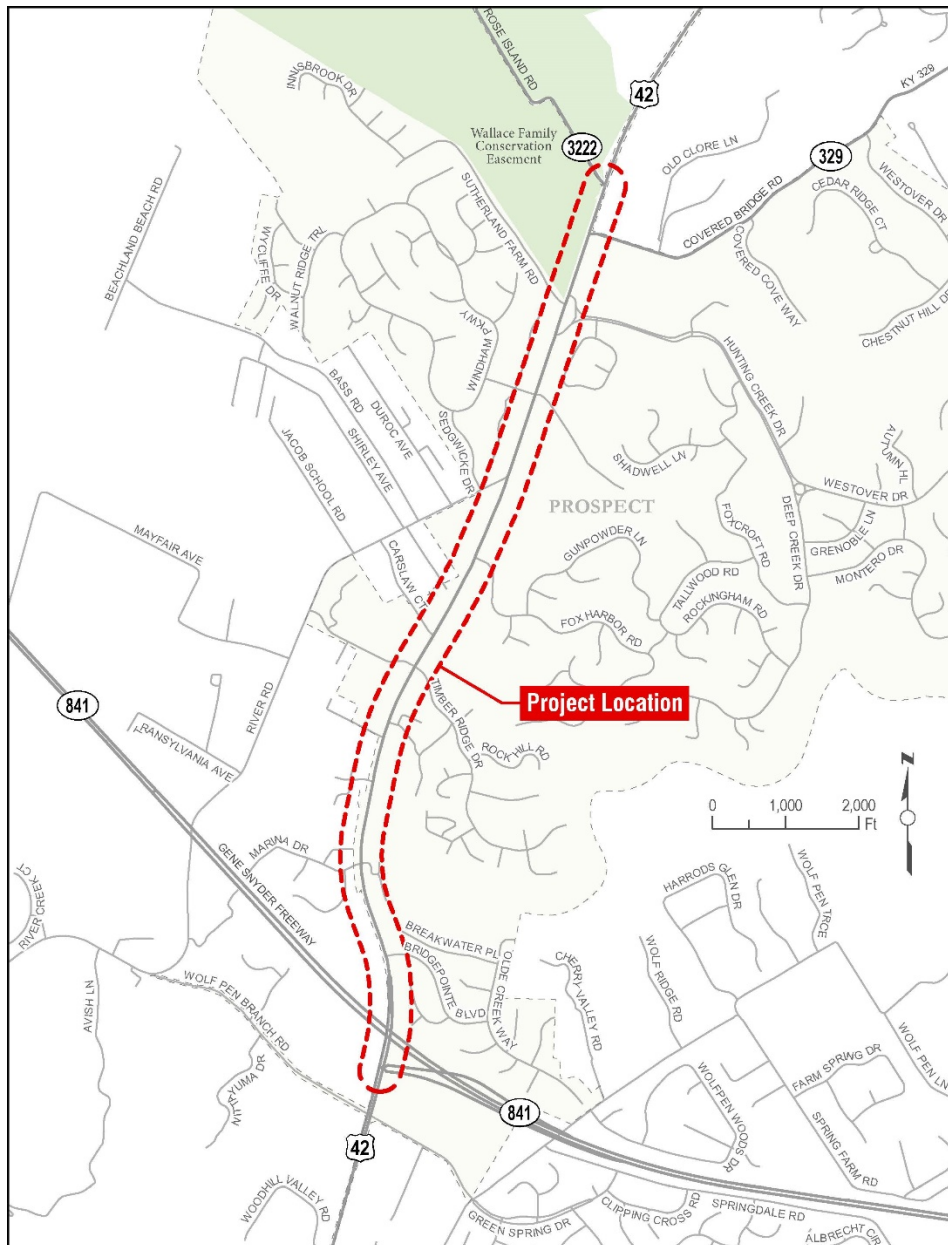 ROSE ISLAND RD
42
KY 329
INNISBROOK DR
Wallace Family
Conservation
Easement
3222
OLD CLORE LN
329
COVERED BRIDGE RD
CEDAR RIDGE CT
WESTOVER DR
SUTHERLAND FARM RD
BEACHLAND BEACH RD
WYCLIFFE DR
WALNUT RIDGE TRL
COVERED COVE WAY
CHESTNUT HILL DR
WINDHAM PKWY
HUNTING CREEK DR
BASS RD
DUROC AVE
SHIRLEY AVE
JACOB SCHOOL RD
SEDGWICKE DR
SHADWELL LN
AUTUMN HL
PROSPECT
WESTOVER DR
MAYFAIR AVE
FOXCROFT RD
DEEP CREEK DR
GRENOBLE LN
MONTERO DR
GUNPOWDER LN
CARSLAW CT
TALLWOOD RD
ROCKINGHAM RD
FOX HARBOR RD
841
RIVER RD
TIMBER RIDGE DR
Project Location
TRANSYLVANIA AVE
ROCK HILL RD
N
0 1,000 2,000
Ft
MARINA DR
GENE SNYDER FREEWAY
HARRODS GLEN DR
WOLF PEN TRCE
RIVER CREEK CT
BREAKWATER PL
BRIDGEPOINTE BLVD
OLDE CREEK WAY
CHERRY VALLEY RD
WOLF RIDGE RD
AVISH LN
WOLF PEN BRANCH RD
WOLF PEN LN
NITTA YUMA DR
FARM SPRING DR
841
WOLFPEN WOODS DR
SPRING FARM RD
42
WOODHILL VALLEY RD
GREEN SPRING DR
CLIPPING CROSS RD
SPRINGDALE RD
ALBRECHT CIR